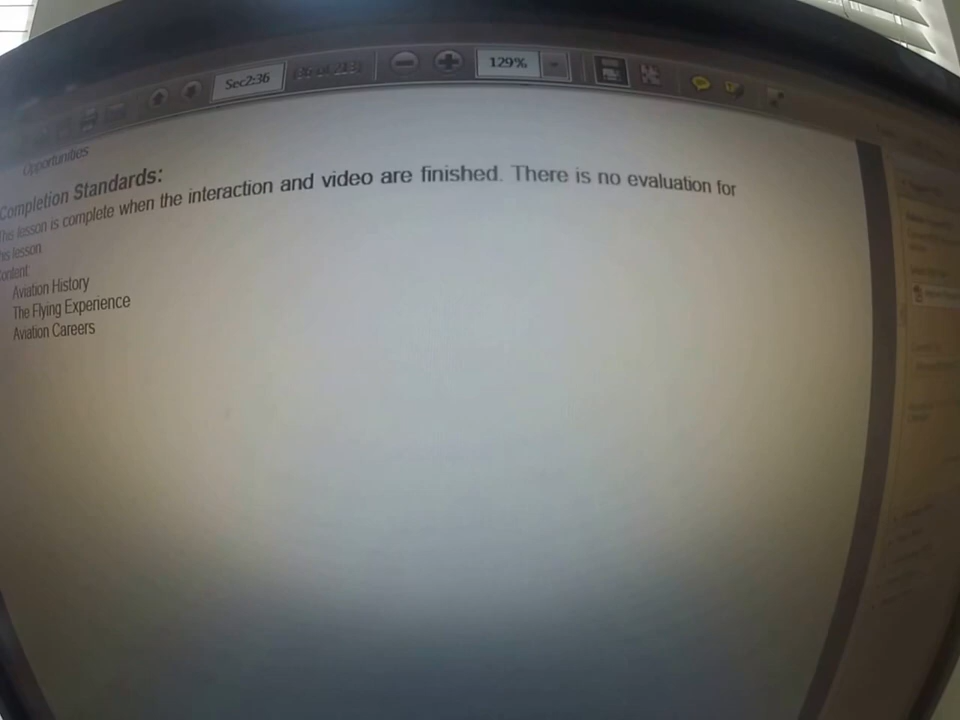 Sec2:36
129%
Opportunities
Completion Standards:
This lesson is complete when the interaction and video are finished. There is no evaluation for
this lesson.
Content
Aviation History
The Flying Experience
Aviation Careers